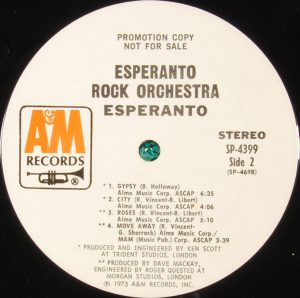 PROMOTION COPY
NOT FOR SALE
ESPERANTO
ROCK ORCHESTRA
ESPERANTO
A&M
RECORDS
®
STEREO
SP-4399
Side 2
(SP-4698)
* 1. GYPSY (R. Holloway)
Almo Music Corp. ASCAP 6:35
* 2. CITY (R. Vincent-B. Libert)
Almo Music Corp. ASCAP 4:06
* 3. ROSES (R. Vincent-B. Libert)
Almo Music Corp. ASCAP 5:10
** 4. MOVE AWAY (R. Vincent-
G. Sharrock) Almo Music Corp./
MAM (Music Pub.) Corp. ASCAP 3:39
* PRODUCED AND ENGINEERED BY KEN SCOTT
AT TRIDENT STUDIOS, LONDON
** PRODUCED BY DAVE MACKAY,
ENGINEERED BY ROGER QUESTED AT
MORGAN STUDIOS, LONDON
℗ 1973 A&M RECORDS, INC.